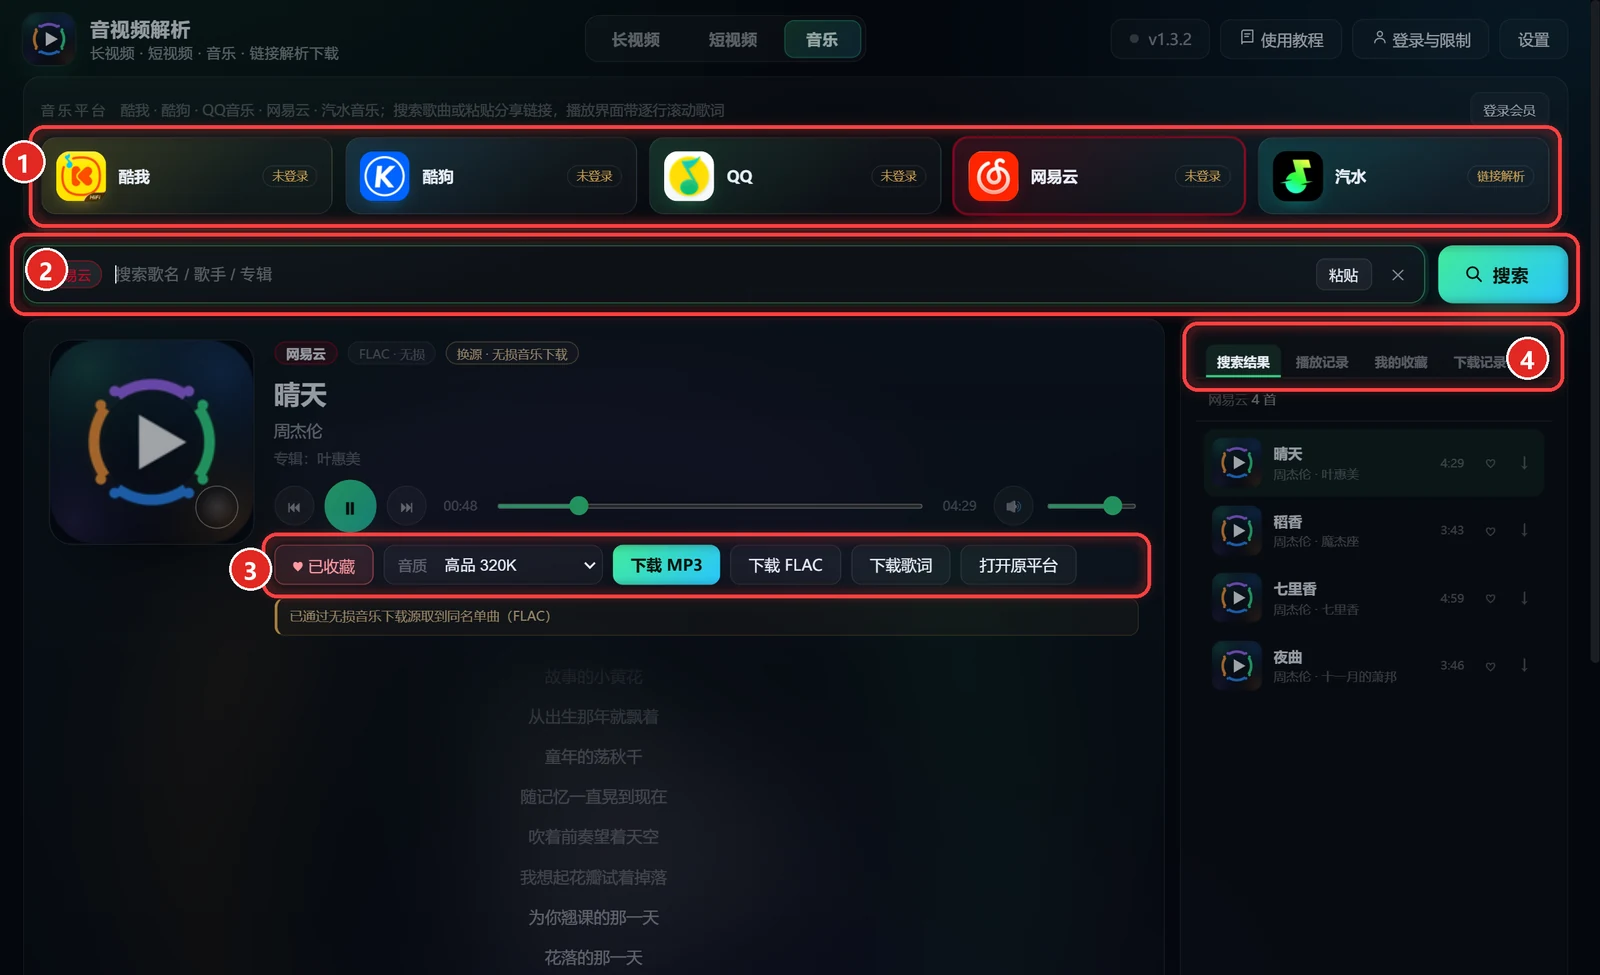 音视频解析
长视频 · 短视频 · 音乐 · 链接解析下载
长视频
短视频
音乐
v1.3.2
使用教程
登录与限制
设置
音乐平台
酷我 · 酷狗 · QQ音乐 · 网易云 · 汽水音乐；搜索歌曲或粘贴分享链接，播放界面带逐行滚动歌词
登录会员
1
酷我
未登录
酷狗
未登录
QQ
未登录
网易云
未登录
汽水
链接解析
2
易云
搜索歌名 / 歌手 / 专辑
粘贴
搜索
网易云
FLAC · 无损
换源 · 无损音乐下载
晴天
周杰伦
专辑：叶惠美
00:48
04:29
3
已收藏
音质
高品 320K
下载 MP3
下载 FLAC
下载歌词
打开原平台
已通过无损音乐下载源取到同名单曲（FLAC）
故事的小黄花
从出生那年就飘着
童年的荡秋千
随记忆一直晃到现在
吹着前奏望着天空
我想起花瓣试着掉落
为你翘课的那一天
花落的那一天
搜索结果
播放记录
我的收藏
下载记录
4
网易云 4 首
晴天
周杰伦 · 叶惠美
4:29
稻香
周杰伦 · 魔杰座
3:43
七里香
周杰伦 · 七里香
4:59
夜曲
周杰伦 · 十一月的萧邦
3:46